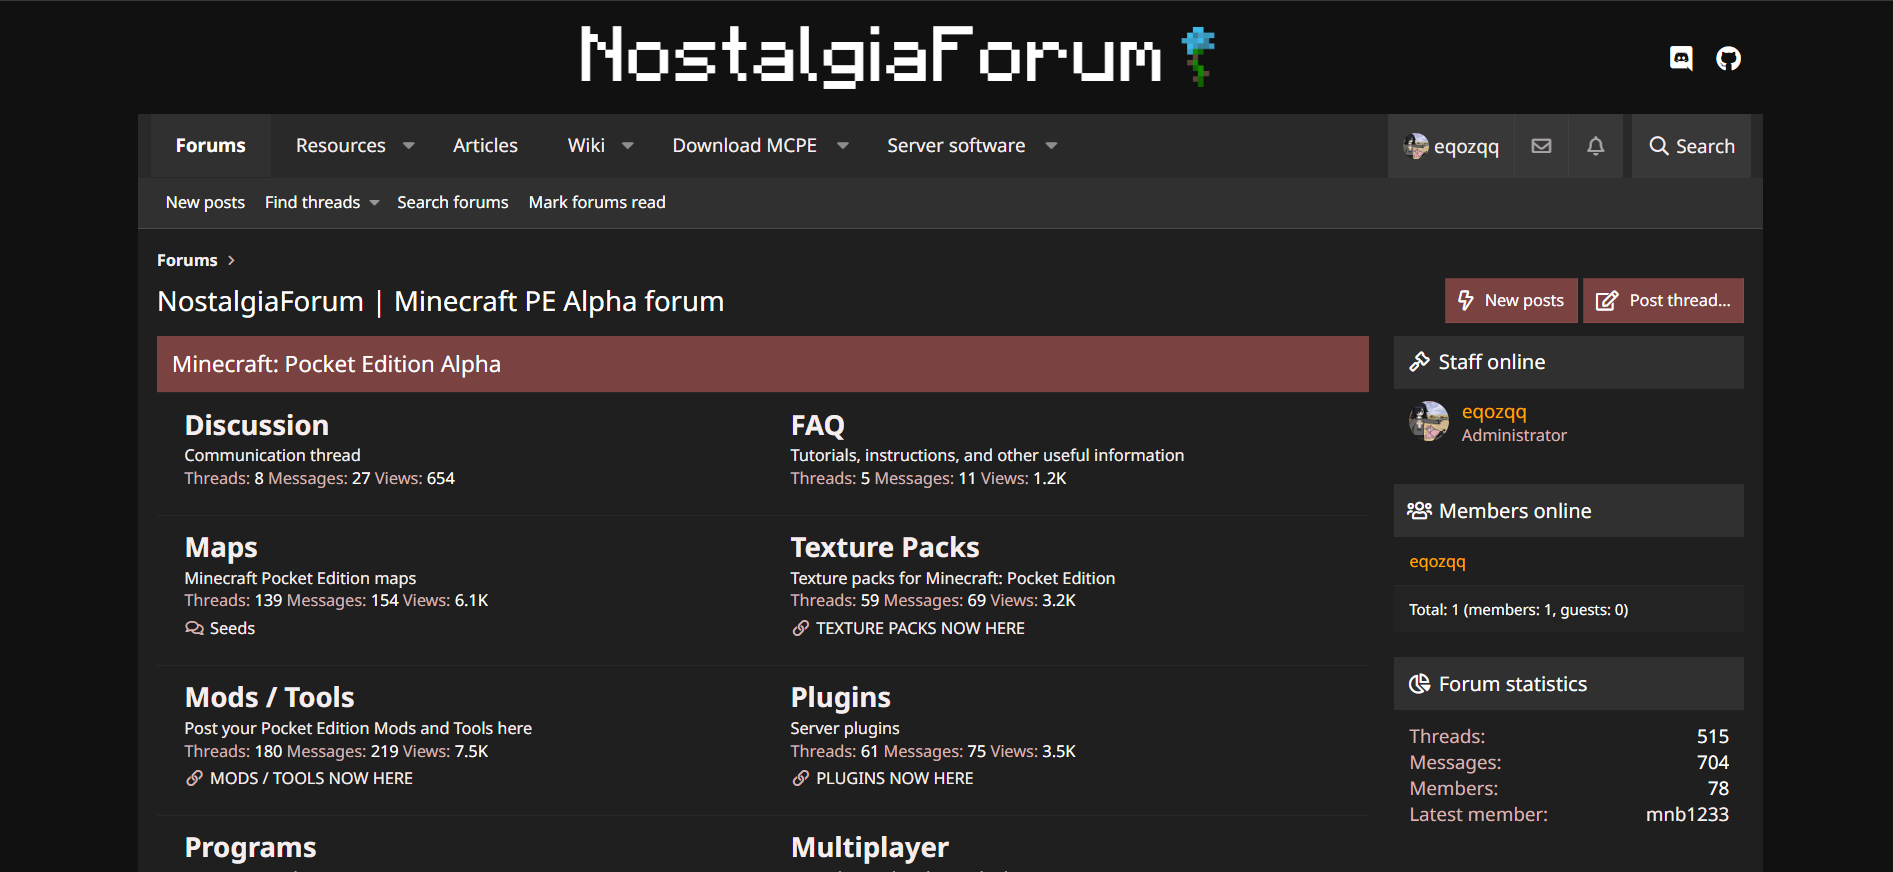 NostalgiaForum
Forums Resources Articles Wiki Download MCPE Server software eqozqq Search
New posts Find threads Search forums Mark forums read
Forums
NostalgiaForum | Minecraft PE Alpha forum
New posts Post thread...
Minecraft: Pocket Edition Alpha
Discussion
Communication thread
Threads: 8 Messages: 27 Views: 654
FAQ
Tutorials, instructions, and other useful information
Threads: 5 Messages: 11 Views: 1.2K
Maps
Minecraft Pocket Edition maps
Threads: 139 Messages: 154 Views: 6.1K
Seeds
Texture Packs
Texture packs for Minecraft: Pocket Edition
Threads: 59 Messages: 69 Views: 3.2K
TEXTURE PACKS NOW HERE
Mods / Tools
Post your Pocket Edition Mods and Tools here
Threads: 180 Messages: 219 Views: 7.5K
MODS / TOOLS NOW HERE
Plugins
Server plugins
Threads: 61 Messages: 75 Views: 3.5K
PLUGINS NOW HERE
Programs
Multiplayer
Staff online
eqozqq
Administrator
Members online
eqozqq
Total: 1 (members: 1, guests: 0)
Forum statistics
Threads: 515
Messages: 704
Members: 78
Latest member: mnb1233